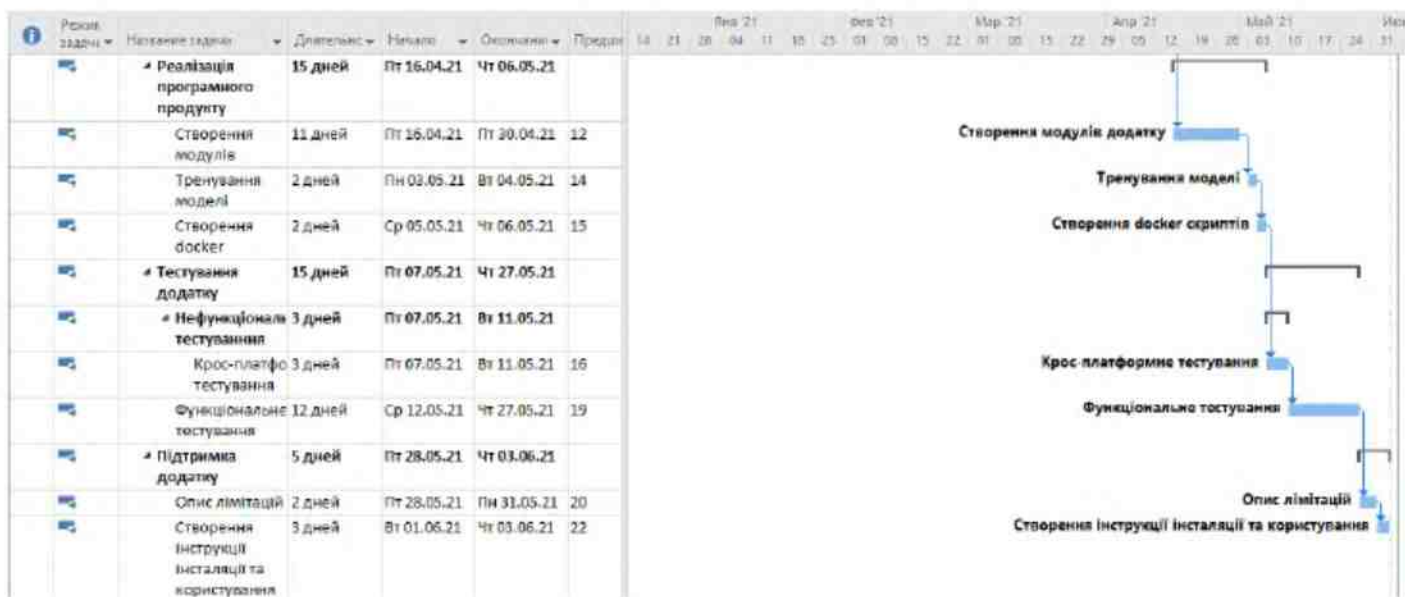 Режим
задачи Название задачи Длительнос Начало Окончание Предш
Янв '21 Фев '21 Мар '21 Апр '21 Май '21 Июн
14 21 28 04 11 18 25 01 08 15 22 01 08 15 22 29 05 12 19 26 03 10 17 24 31
Реалізація 15 дней Пт 16.04.21 Чт 06.05.21
програмного
продукту
Створення 11 дней Пт 16.04.21 Пт 30.04.21 12
модулів
Створення модулів додатку
Тренування 2 дней Пн 03.05.21 Вт 04.05.21 14
моделі
Тренування моделі
Створення 2 дней Ср 05.05.21 Чт 06.05.21 15
docker
Створення docker скриптів
Тестування 15 дней Пт 07.05.21 Чт 27.05.21
додатку
Нефункціональ 3 дней Пт 07.05.21 Вт 11.05.21
тестуванния
Крос-платфо 3 дней Пт 07.05.21 Вт 11.05.21 16
тестування
Крос-платформне тестування
Функціональне 12 дней Ср 12.05.21 Чт 27.05.21 19
тестування
Функціональне тестування
Підтримка 5 дней Пт 28.05.21 Чт 03.06.21
додатку
Опис лімітацій 2 дней Пт 28.05.21 Пн 31.05.21 20
Опис лімітацій
Створення 3 дней Вт 01.06.21 Чт 03.06.21 22
інструкції
інсталяції та
користування
Створення інструкції інсталяції та користування